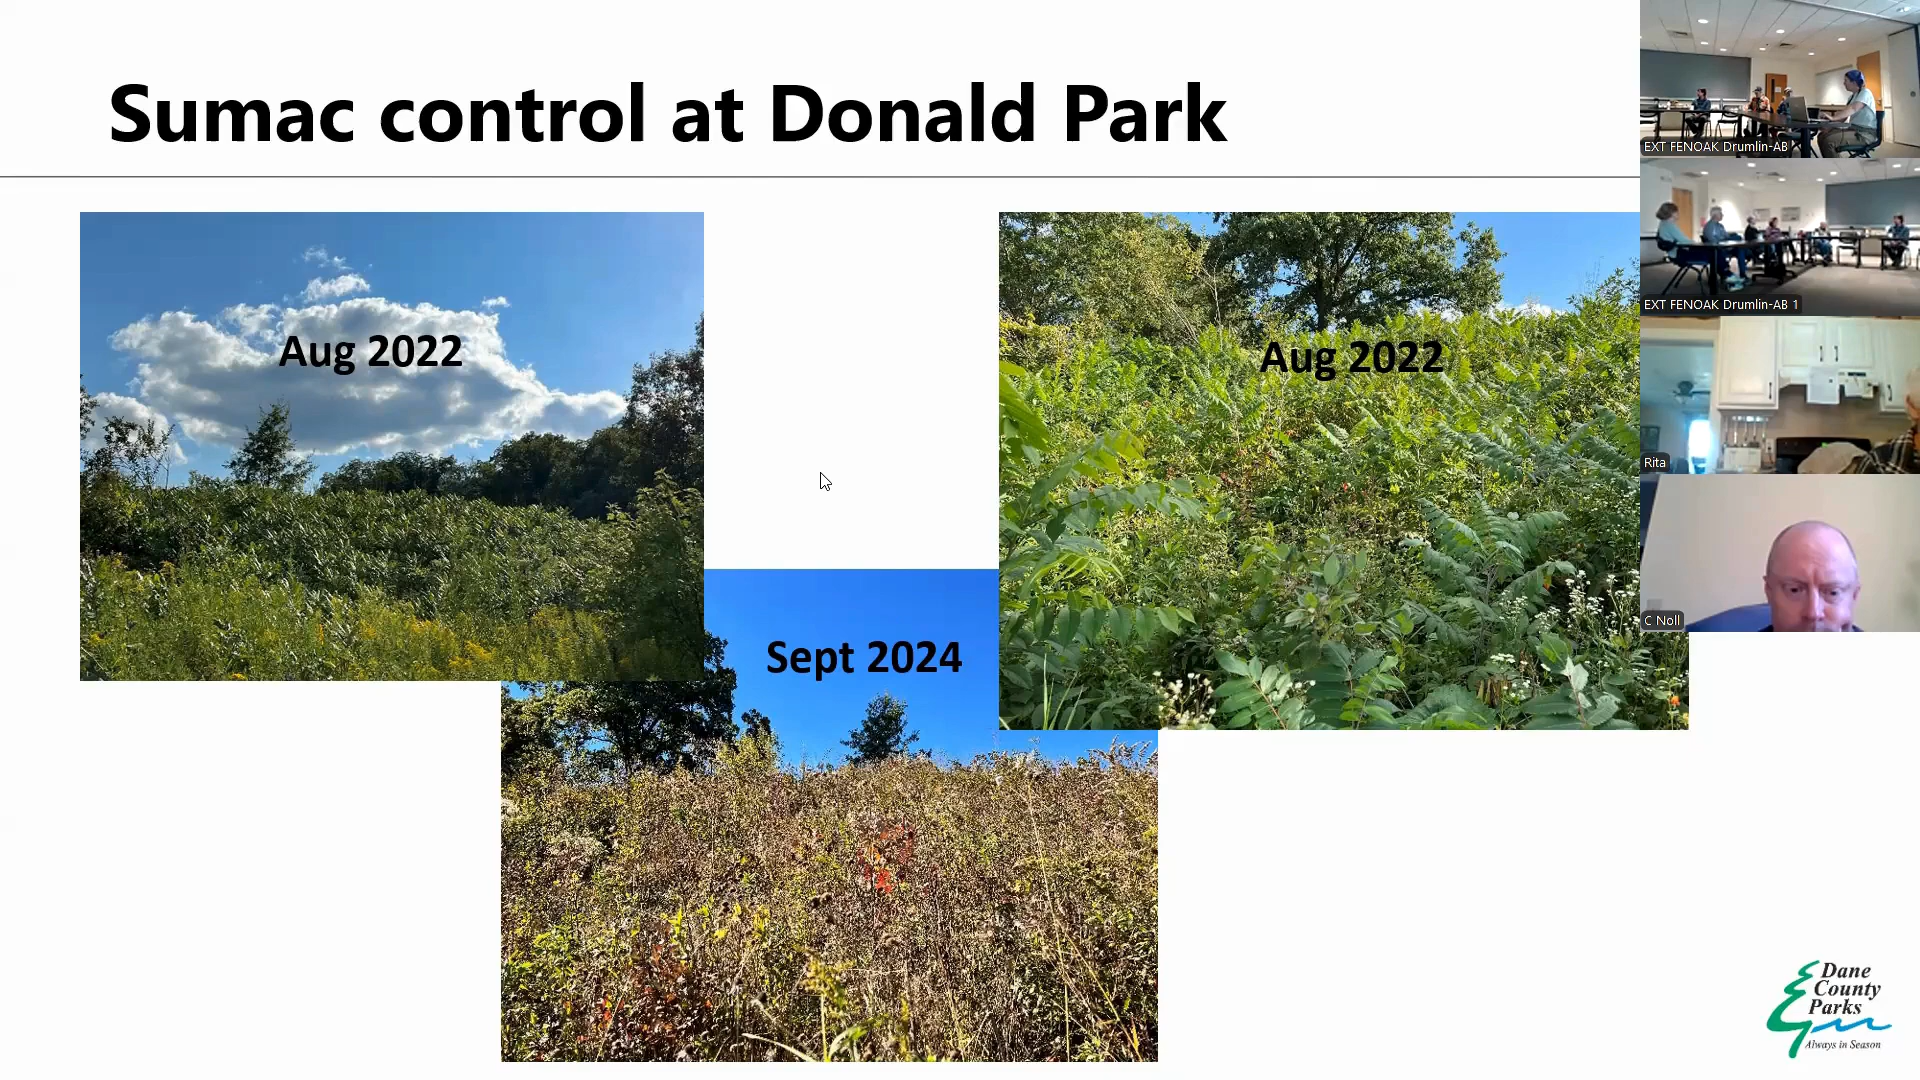 Sumac control at Donald Park
Aug 2022
Aug 2022
Sept 2024
EXT FENOAK Drumlin-AB
EXT FENOAK Drumlin-AB 1
Rita
C Noll
Dane
County
Parks
Always in Season